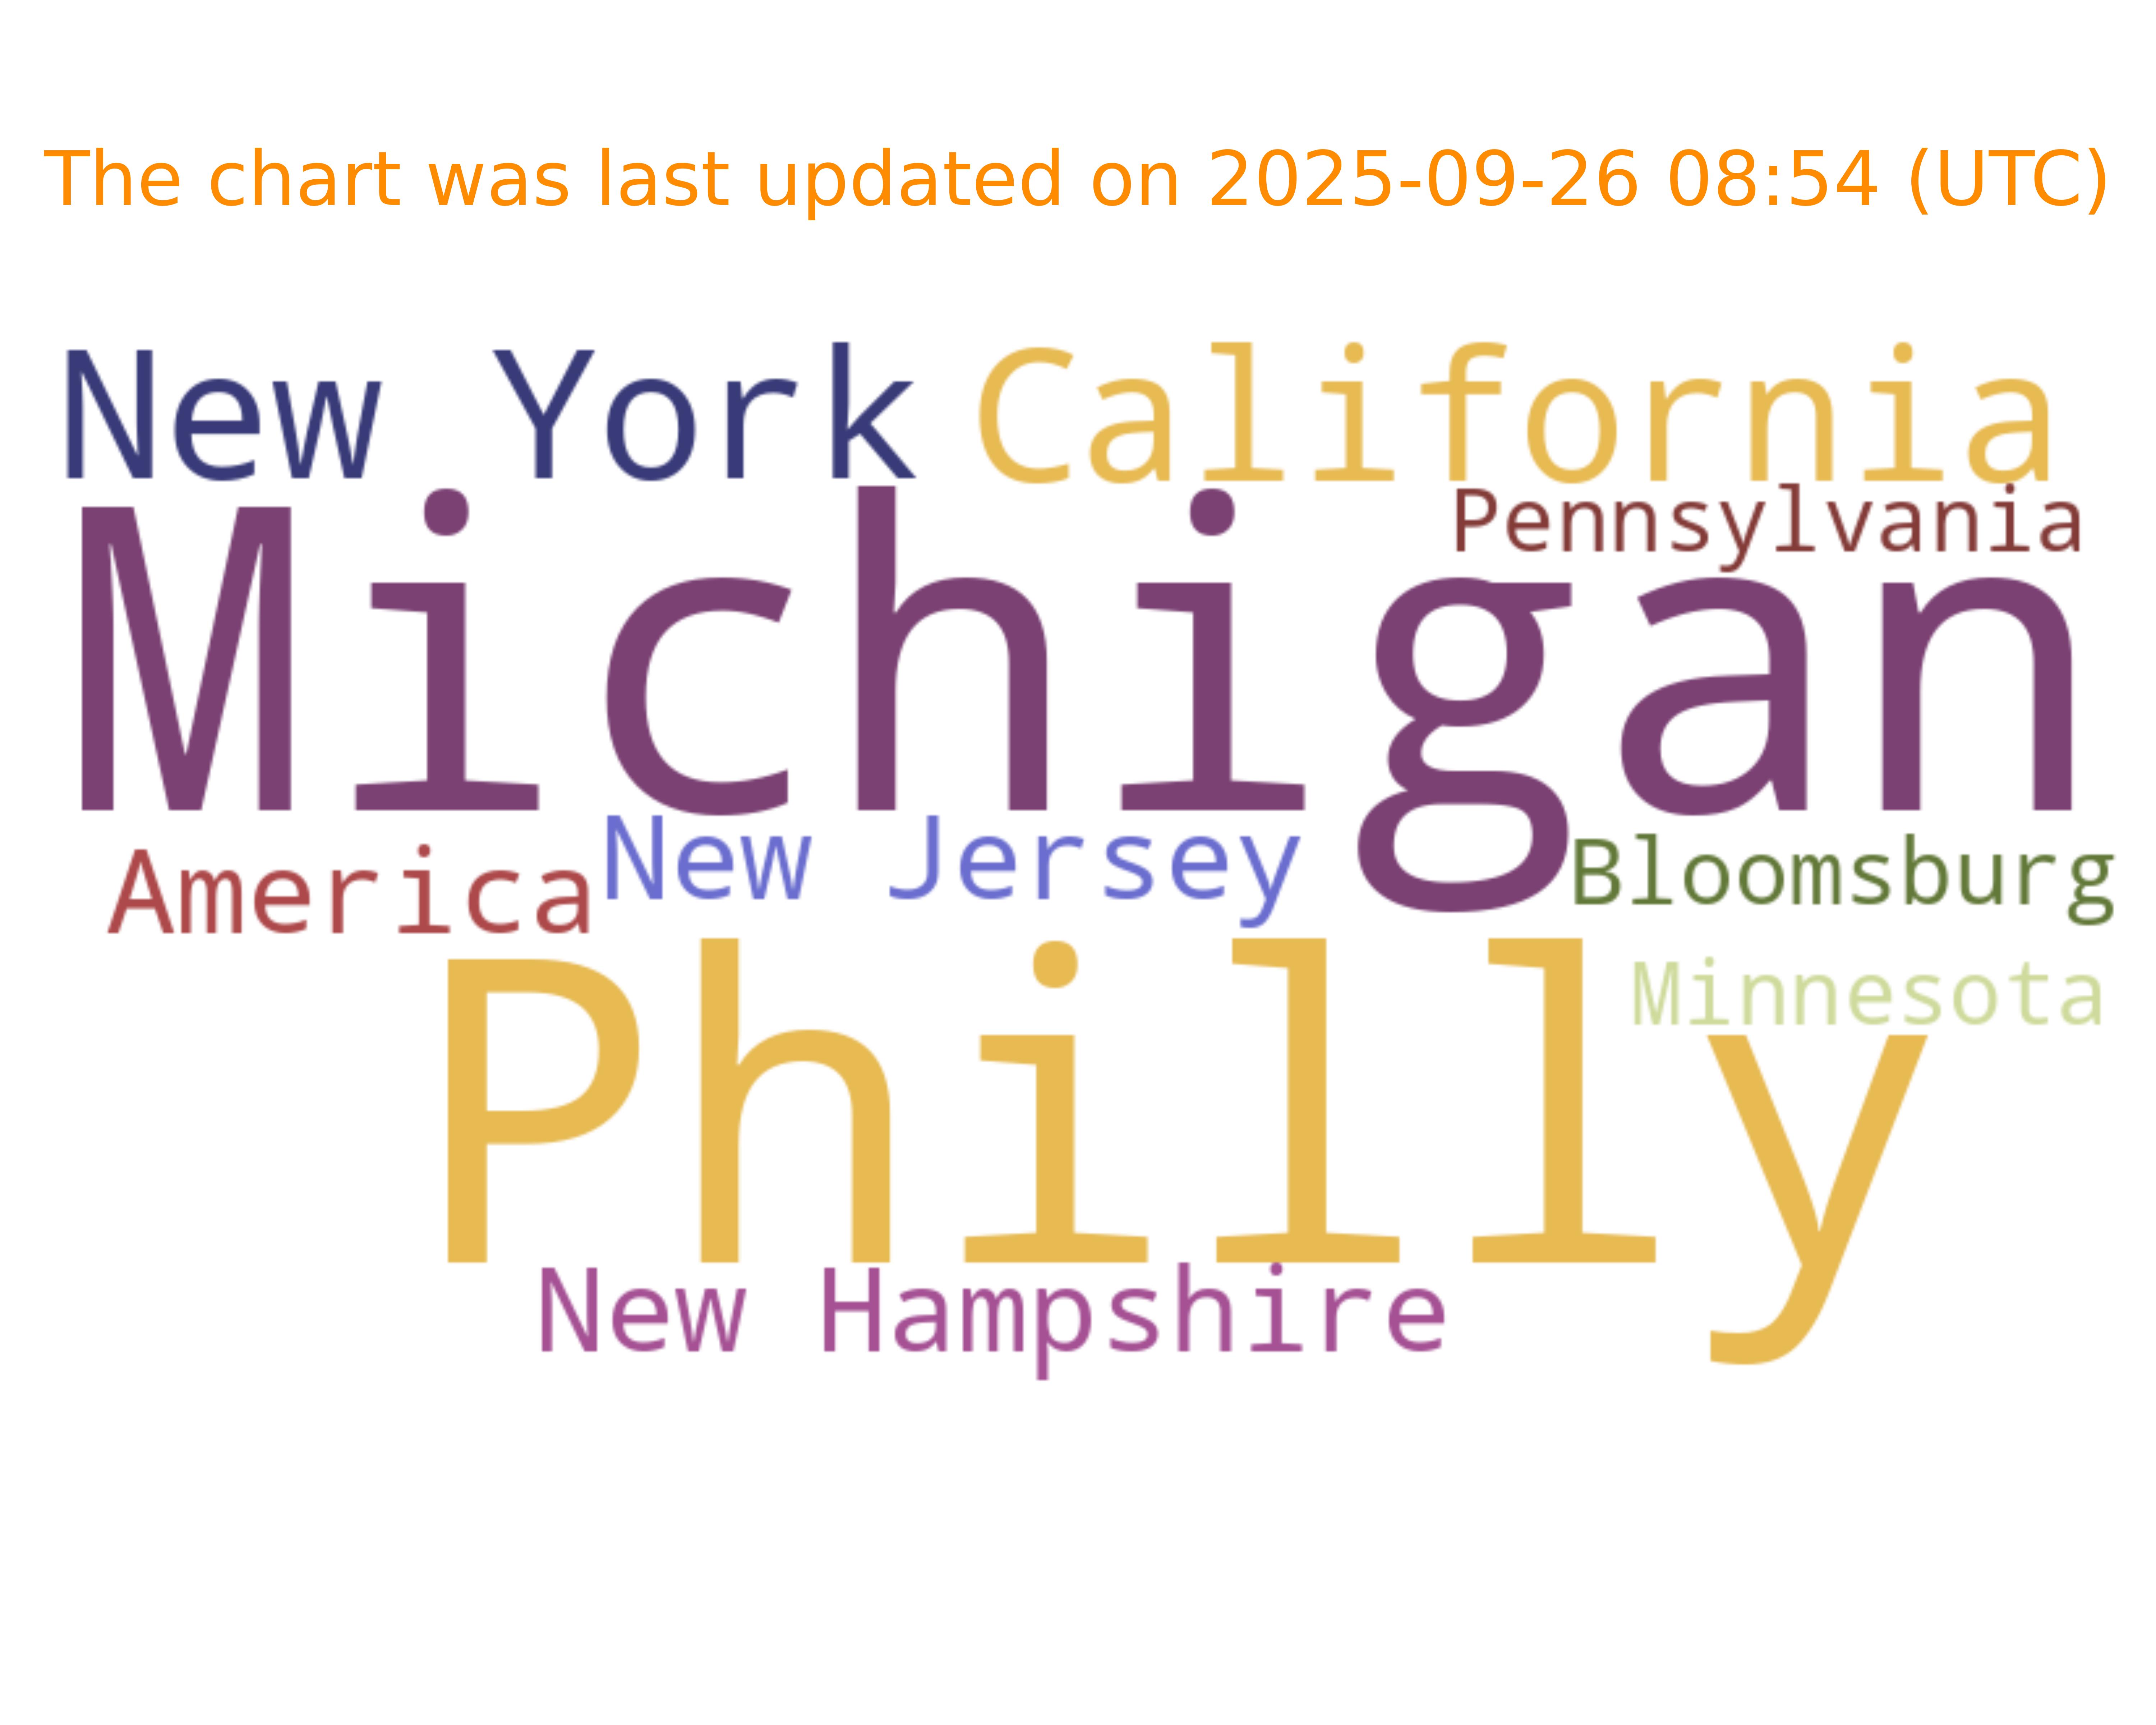 The chart was last updated on 2025-09-26 08:54 (UTC)
New York California
Pennsylvania
Michigan
America New Jersey Bloomsburg
Minnesota
Philly
New Hampshire